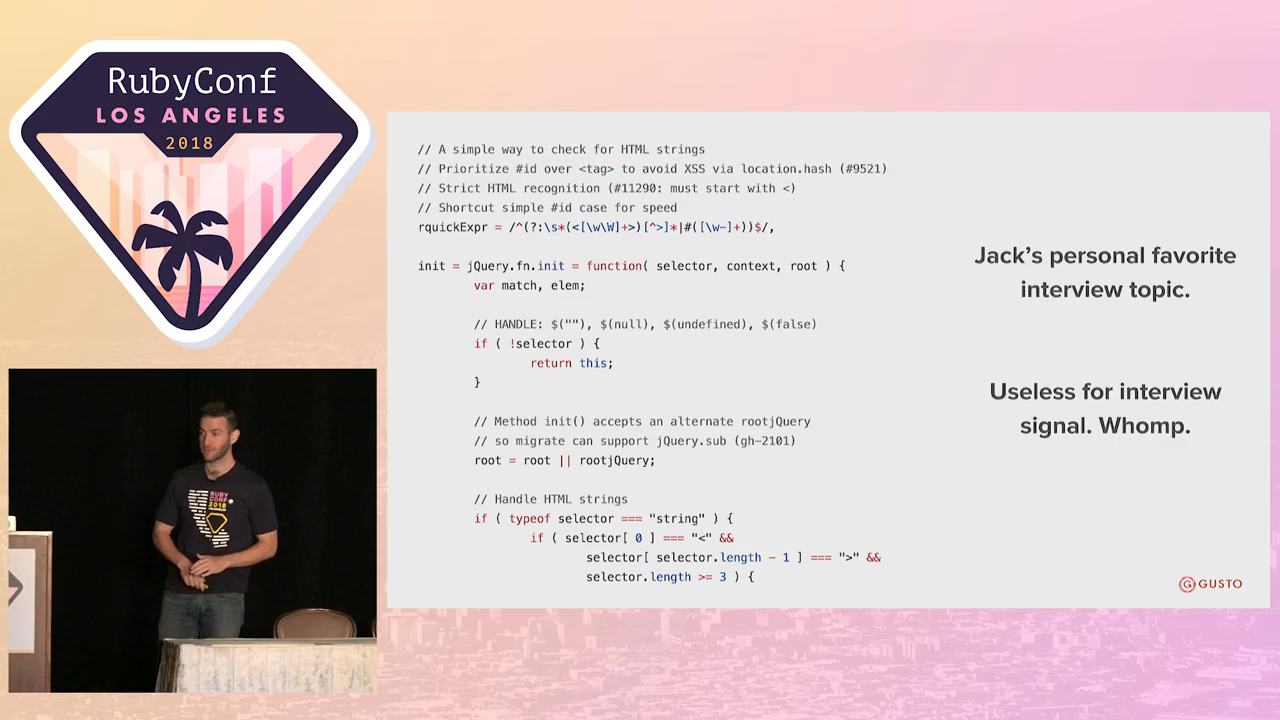 RubyConf
LOS ANGELES
2018
// A simple way to check for HTML strings
// Prioritize #id over <tag> to avoid XSS via location.hash (#9521)
// Strict HTML recognition (#11290: must start with <)
// Shortcut simple #id case for speed
rquickExpr = /^(?:\s*(<[\w\W]+>)[^>]*|#([\w-]+))$/,
init = jQuery.fn.init = function( selector, context, root ) {
var match, elem;
// HANDLE: $(""), $(null), $(undefined), $(false)
if ( !selector ) {
return this;
}
// Method init() accepts an alternate rootjQuery
// so migrate can support jQuery.sub (gh-2101)
root = root || rootjQuery;
// Handle HTML strings
if ( typeof selector === "string" ) {
if ( selector[ 0 ] === "<" &&
selector[ selector.length - 1 ] === ">" &&
selector.length >= 3 ) {
Jack's personal favorite
interview topic.
Useless for interview
signal. Whomp.
GUSTO
RUBY
CONF
2018